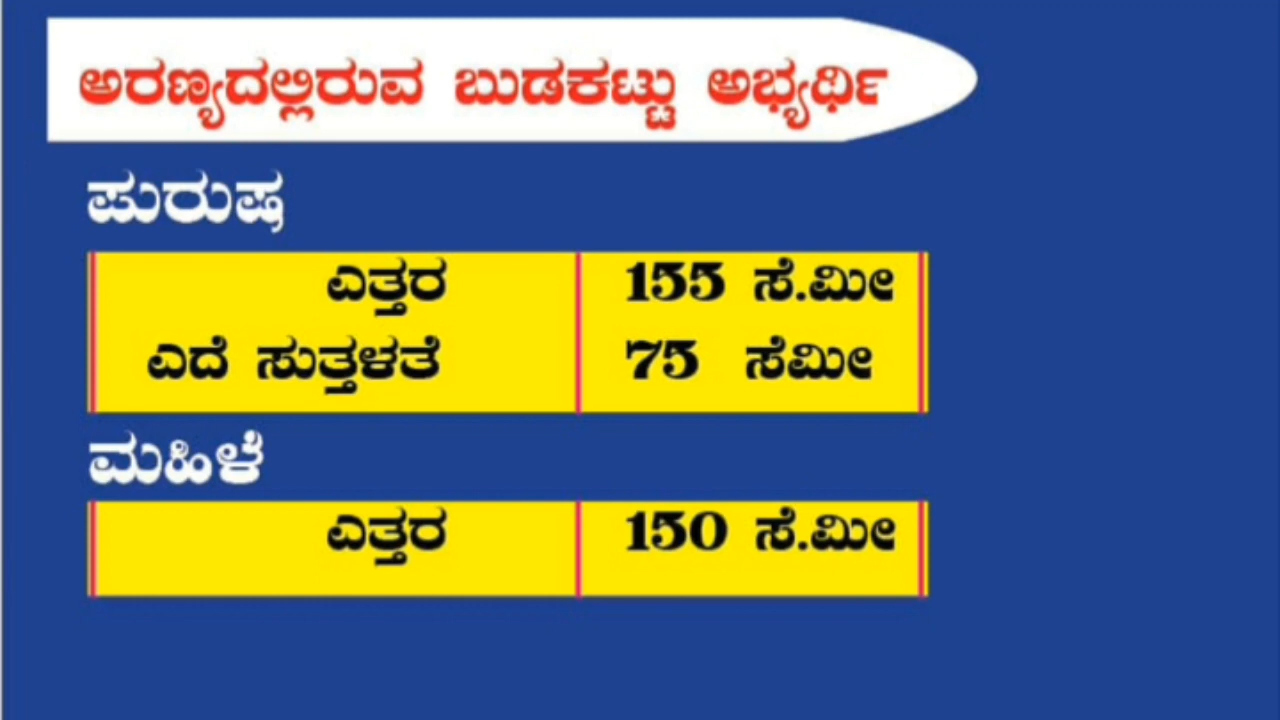 ಅರಣ್ಯದಲ್ಲಿರುವ ಬುಡಕಟ್ಟು ಅಭ್ಯರ್ಥಿ
ಪುರುಷ
ಎತ್ತರ 155 ಸೆ.ಮೀ
ಎದೆ ಸುತ್ತಳತೆ 75 ಸೆಮೀ
ಮಹಿಳೆ
ಎತ್ತರ 150 ಸೆ.ಮೀ